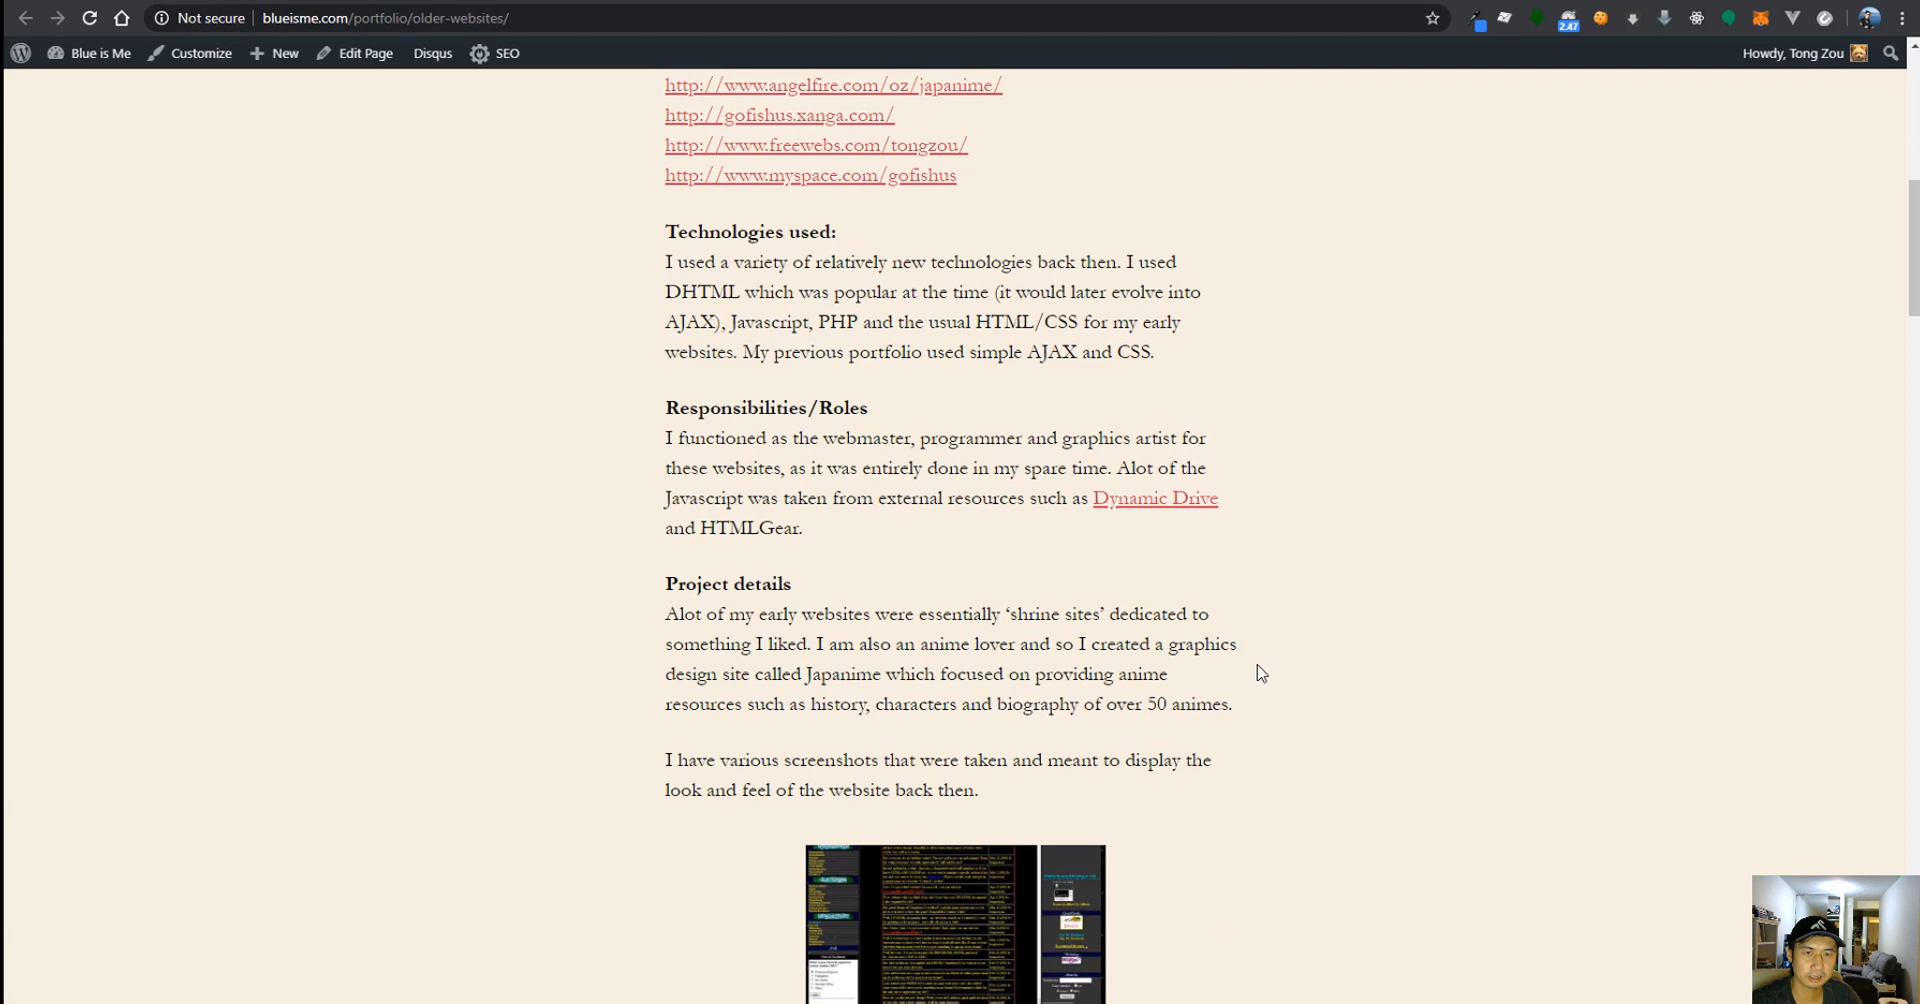 Not secure blueisme.com/portfolio/older-websites/
2.47
Blue is Me Customize New Edit Page Disqus SEO Howdy, Tong Zou
http://www.angelfire.com/oz/japanime/
http://gofishus.xanga.com/
http://www.freewebs.com/tongzou/
http://www.myspace.com/gofishus
Technologies used:
I used a variety of relatively new technologies back then. I used
DHTML which was popular at the time (it would later evolve into
AJAX), Javascript, PHP and the usual HTML/CSS for my early
websites. My previous portfolio used simple AJAX and CSS.
Responsibilities/Roles
I functioned as the webmaster, programmer and graphics artist for
these websites, as it was entirely done in my spare time. Alot of the
Javascript was taken from external resources such as Dynamic Drive
and HTMLGear.
Project details
Alot of my early websites were essentially ‘shrine sites’ dedicated to
something I liked. I am also an anime lover and so I created a graphics
design site called Japanime which focused on providing anime
resources such as history, characters and biography of over 50 animes.
I have various screenshots that were taken and meant to display the
look and feel of the website back then.